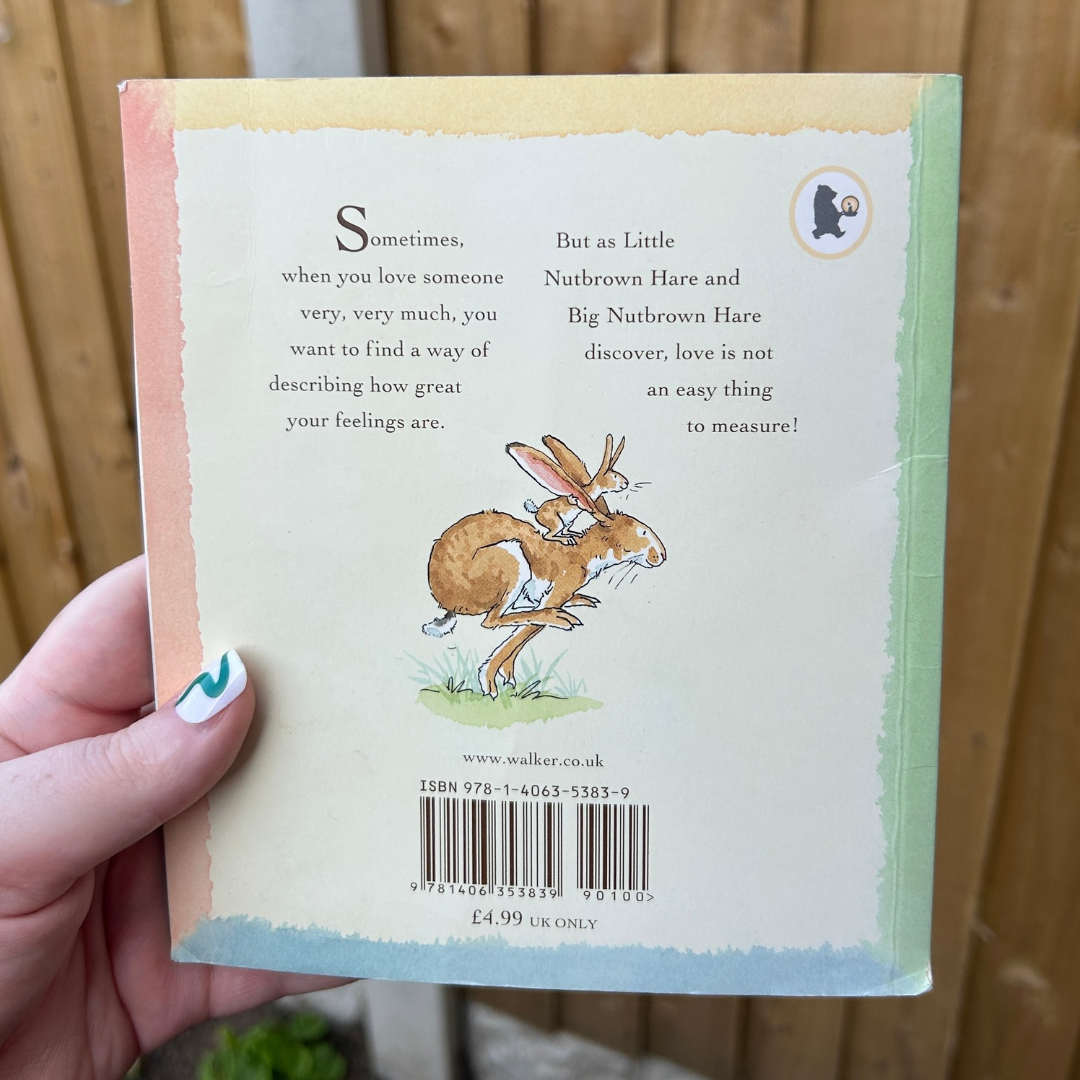 Sometimes,
when you love someone
very, very much, you
want to find a way of
describing how great
your feelings are.
But as Little
Nutbrown Hare and
Big Nutbrown Hare
discover, love is not
an easy thing
to measure!
www.walker.co.uk
ISBN 978-1-4063-5383-9
9 781406 353839 90100>
£4.99 UK ONLY